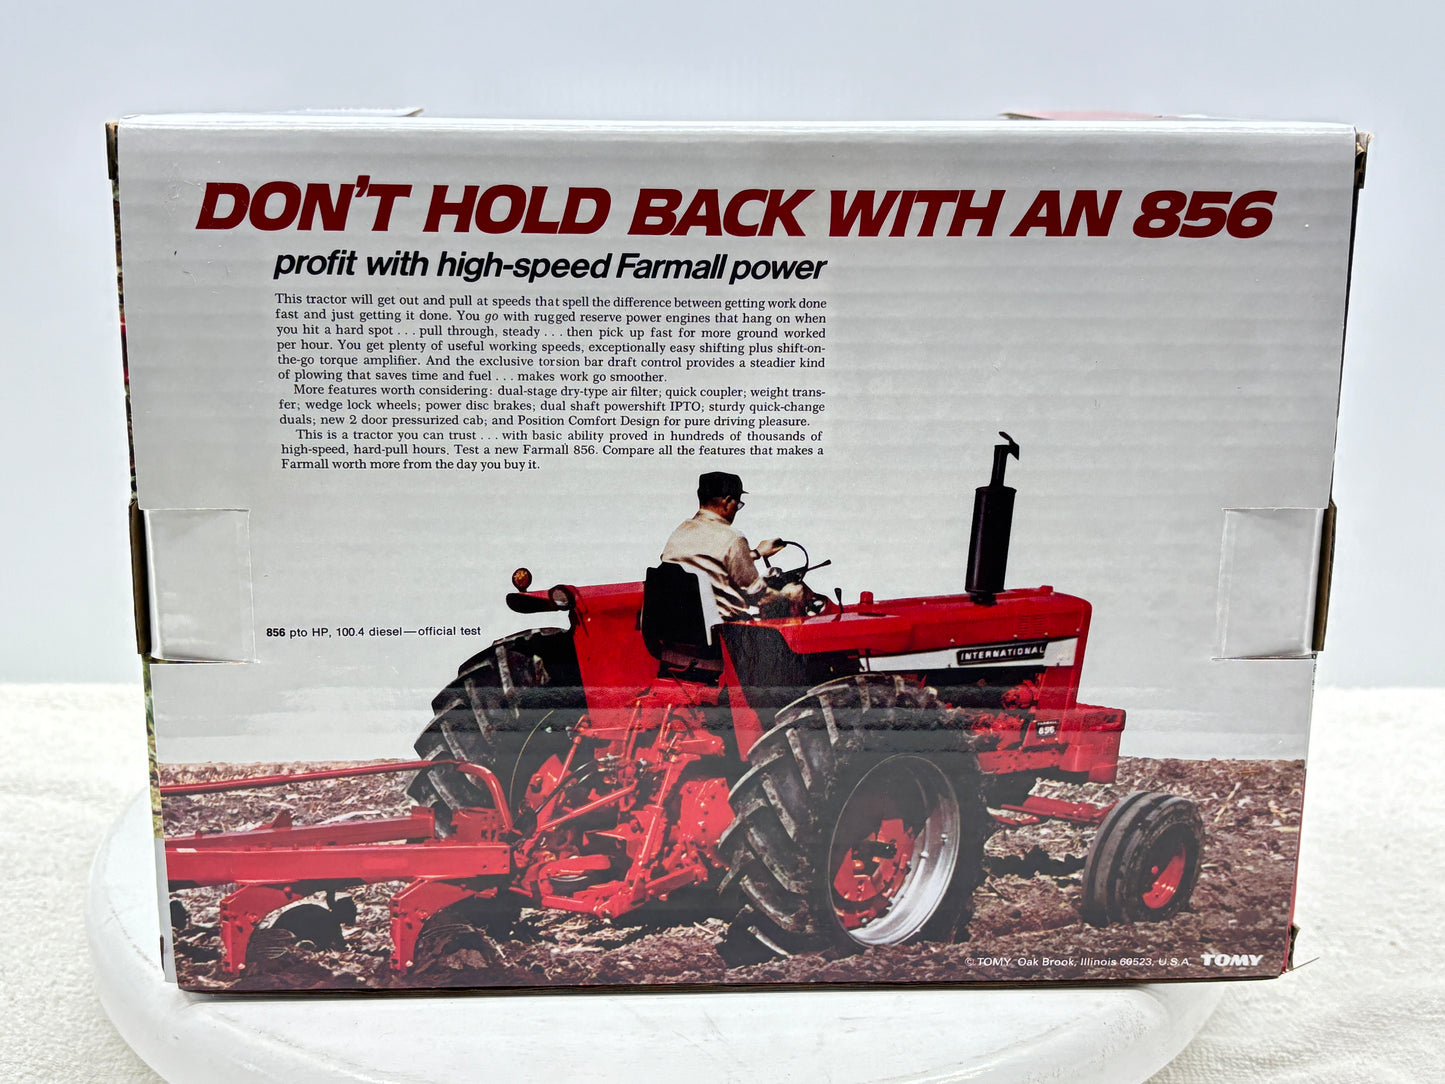 DON'T HOLD BACK WITH AN 856
profit with high-speed Farmall power
This tractor will get out and pull at speeds that spell the difference between getting work done
fast and just getting it done. You go with rugged reserve power engines that hang on when
you hit a hard spot . . . pull through, steady . . . then pick up fast for more ground worked
per hour. You get plenty of useful working speeds, exceptionally easy shifting plus shift-on-
the-go torque amplifier. And the exclusive torsion bar draft control provides a steadier kind
of plowing that saves time and fuel . . . makes work go smoother.
More features worth considering: dual-stage dry-type air filter; quick coupler; weight trans-
fer; wedge lock wheels; power disc brakes; dual shaft powershift IPTO; sturdy quick-change
duals; new 2 door pressurized cab; and Position Comfort Design for pure driving pleasure.
This is a tractor you can trust . . . with basic ability proved in hundreds of thousands of
high-speed, hard-pull hours. Test a new Farmall 856. Compare all the features that makes a
Farmall worth more from the day you buy it.
856 pto HP, 100.4 diesel—official test
INTERNATIONAL
FARMALL
856
© TOMY Oak Brook, Illinois 60523, U.S.A. TOMY